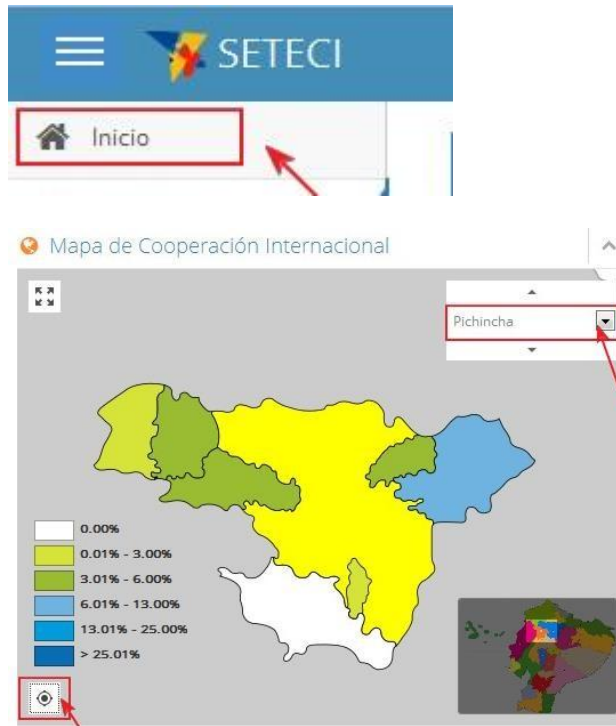 SETECI
Inicio
Mapa de Cooperación Internacional
Pichincha
0.00%
0.01% - 3.00%
3.01% - 6.00%
6.01% - 13.00%
13.01% - 25.00%
> 25.01%